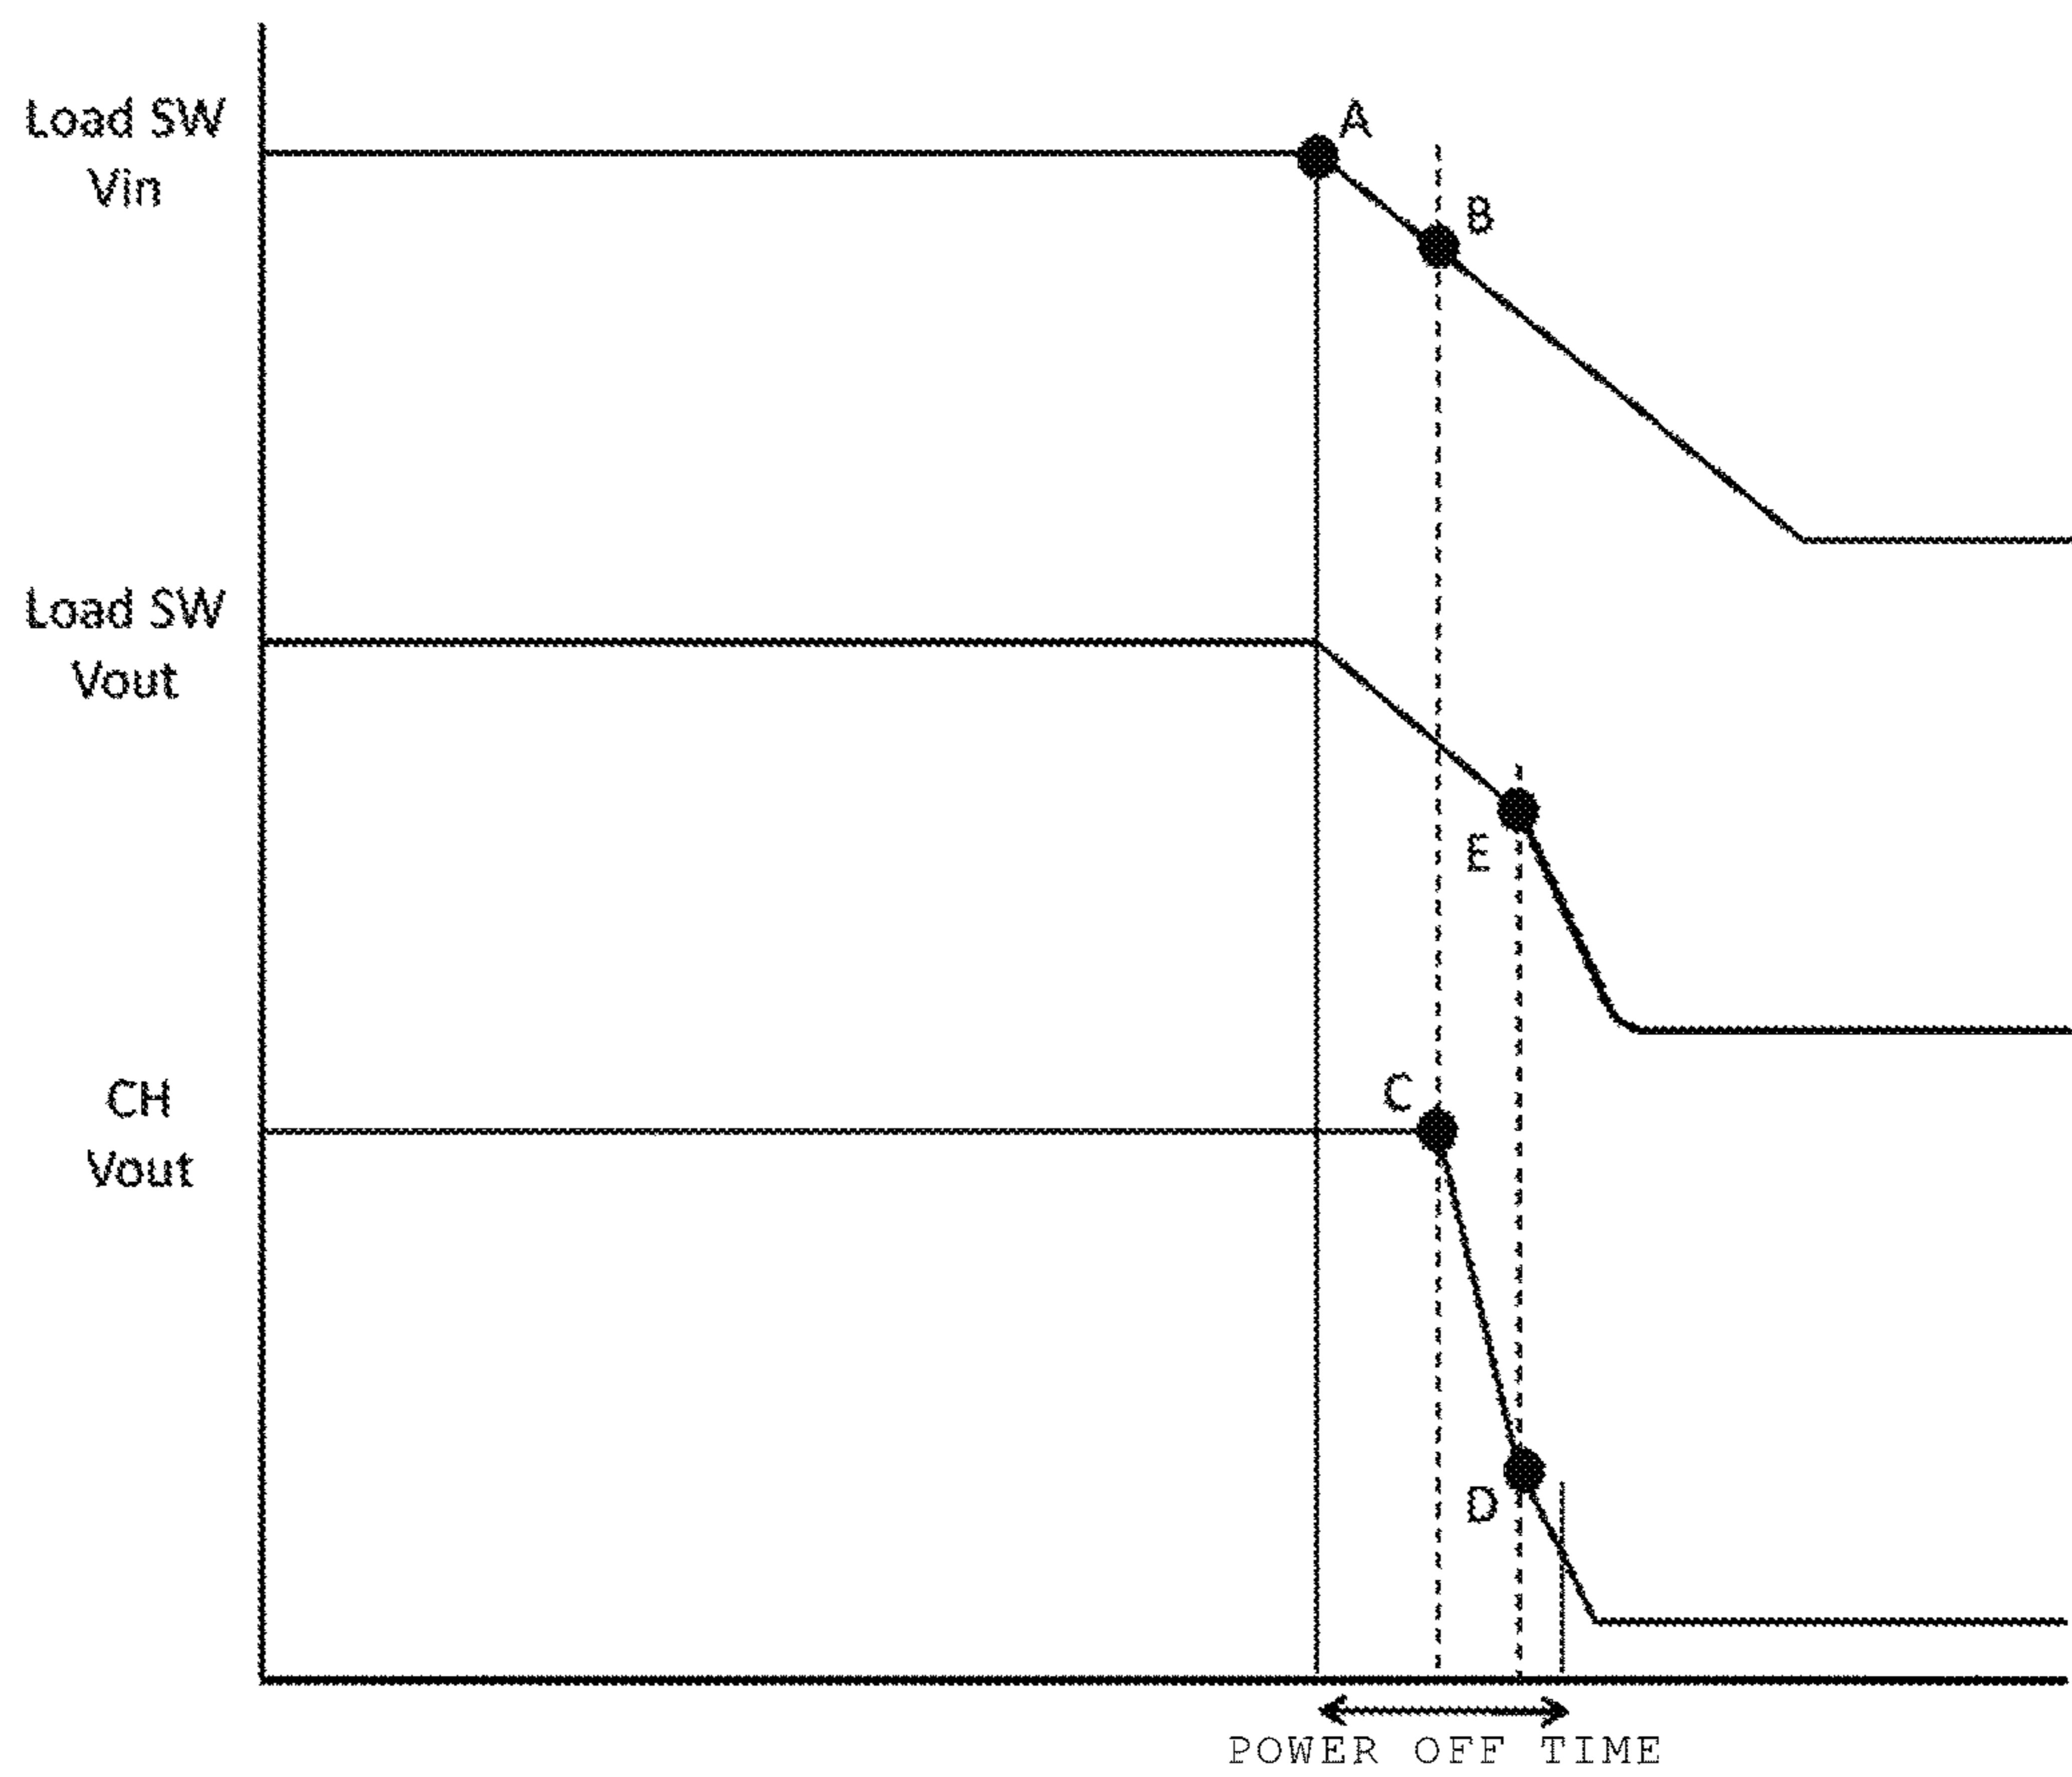 Load SW
Vin
A
B
Load SW
Vout
E
CH
Vout
C
D
POWER OFF TIME